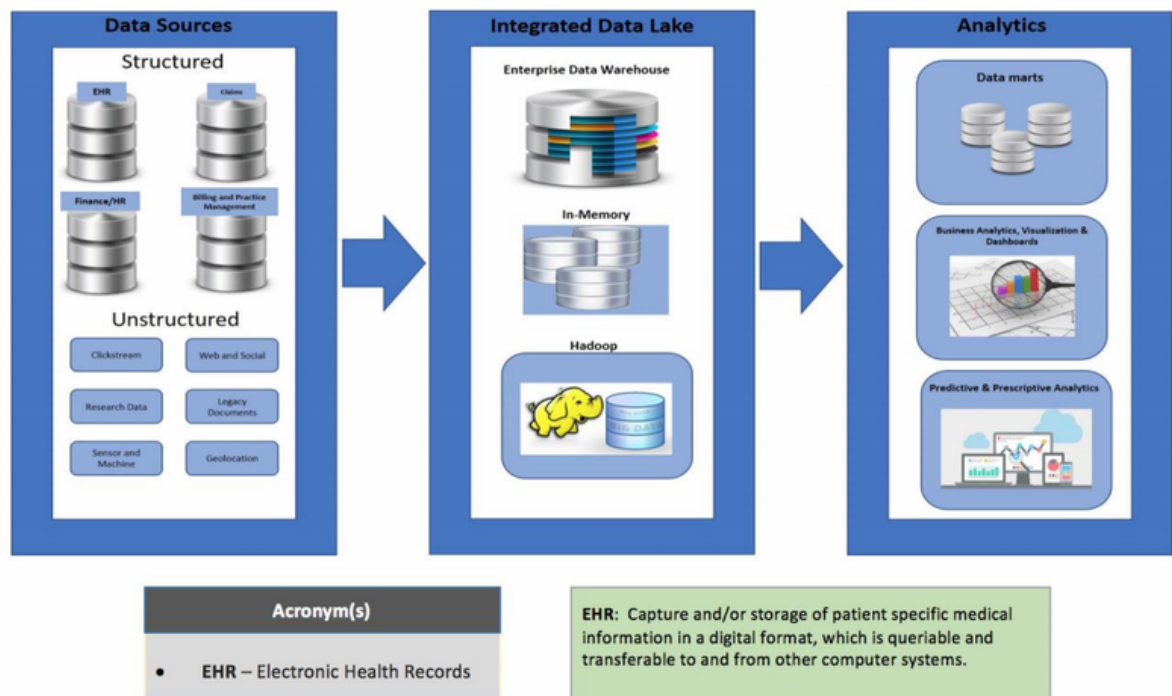 Data Sources
Structured
EHR
Claims
Finance/HR
Billing and Practice
Management
Unstructured
Clickstream
Web and Social
Research Data
Legacy
Documents
Sensor and
Machine
Geolocation
Integrated Data Lake
Enterprise Data Warehouse
In-Memory
Hadoop
BIG DATA
Analytics
Data marts
Business Analytics, Visualization &
Dashboards
Predictive & Prescriptive Analytics
Acronym(s)
• EHR – Electronic Health Records
EHR: Capture and/or storage of patient specific medical
information in a digital format, which is queriable and
transferable to and from other computer systems.